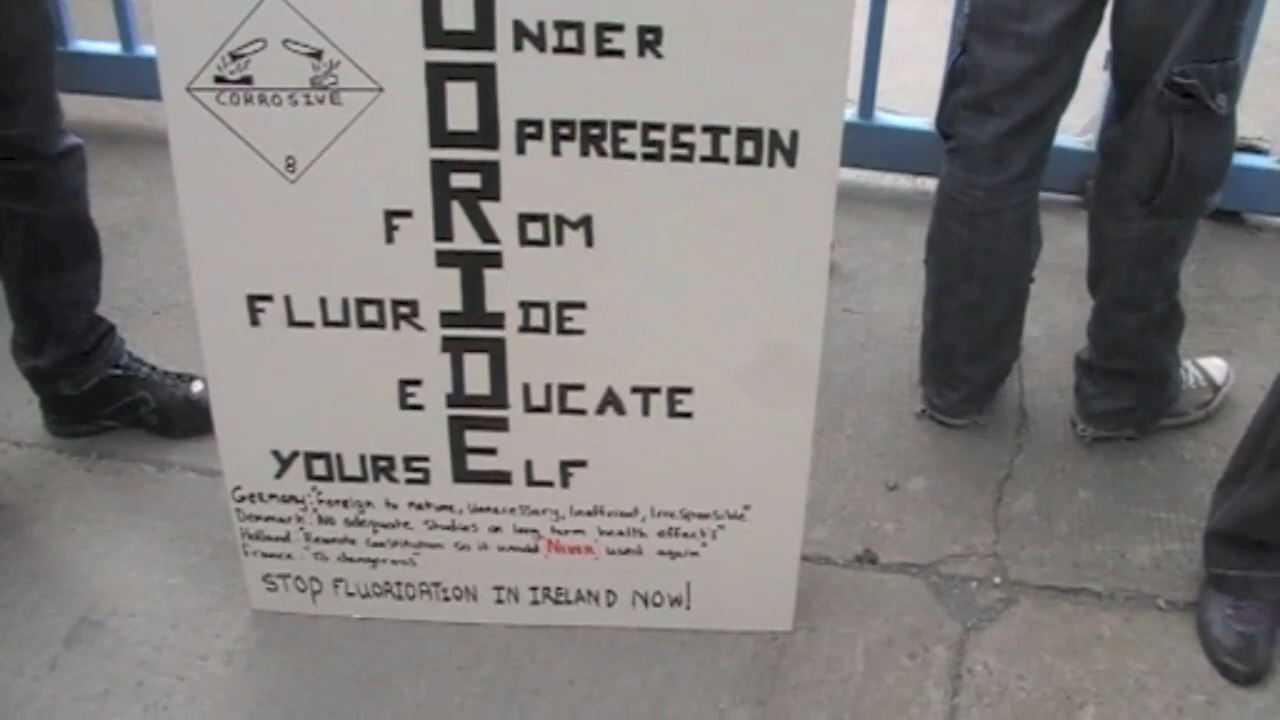 UNDER
CORROSIVE
OPPRESSION
8
FROM
FLUORIDE
EDUCATE
YOURSELF
Germany: "Foreign to nature, Unnecessary, Inefficient, Irresponsible"
Denmark: "No adequate studies on long term health effects"
Holland: "Rewrote Constitution so it would Never used again"
France: "To dangerous"
STOP FLUORIDATION IN IRELAND NOW!